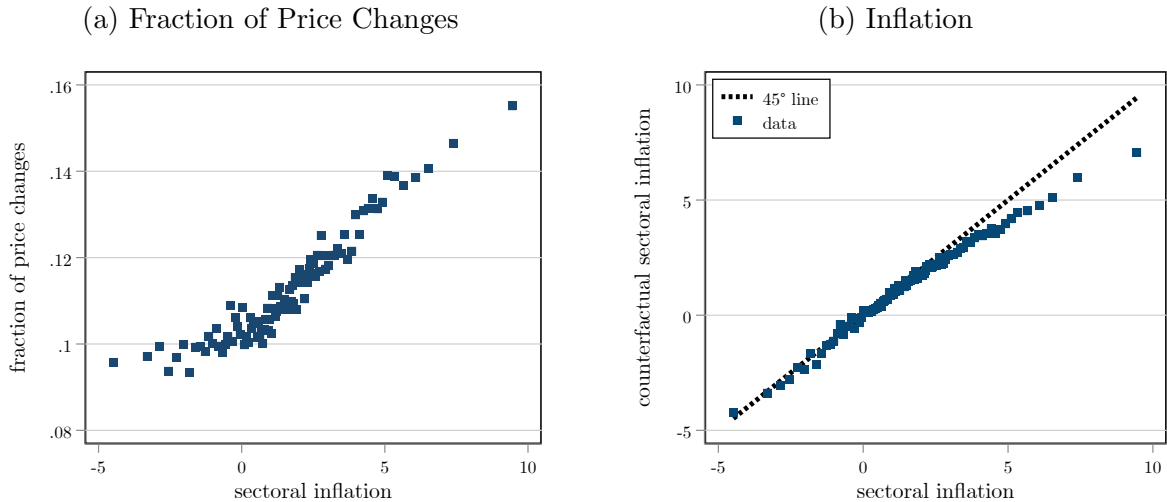 (a) Fraction of Price Changes
fraction of price changes
.16
.14
.12
.1
.08
-5 0 5 10
sectoral inflation
(b) Inflation
counterfactual sectoral inflation
10
5
0
-5
45° line
data
-5 0 5 10
sectoral inflation